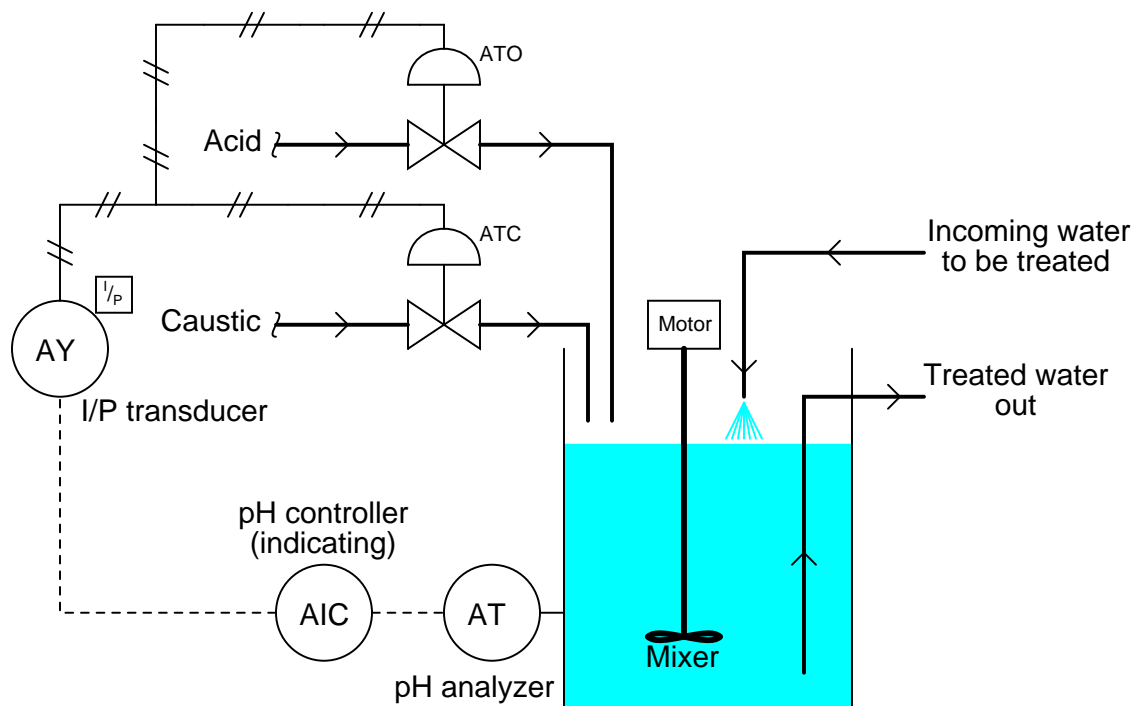 ATO
Acid
ATC
Incoming water
to be treated
I/P
Caustic
Motor
AY
Treated water
out
I/P transducer
pH controller
(indicating)
AIC
AT
Mixer
pH analyzer